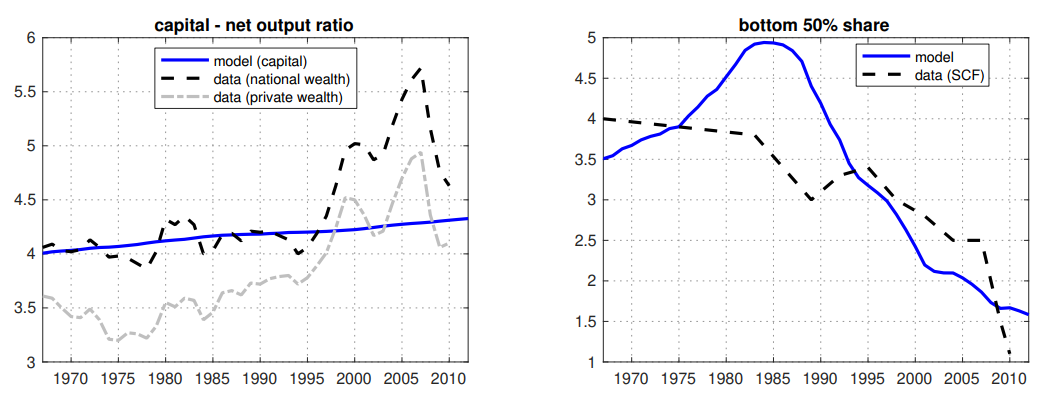 capital - net output ratio
6
5.5
5
4.5
4
3.5
3
model (capital)
data (national wealth)
data (private wealth)
1970 1975 1980 1985 1990 1995 2000 2005 2010
bottom 50% share
5
4.5
4
3.5
3
2.5
2
1.5
1
model
data (SCF)
1970 1975 1980 1985 1990 1995 2000 2005 2010